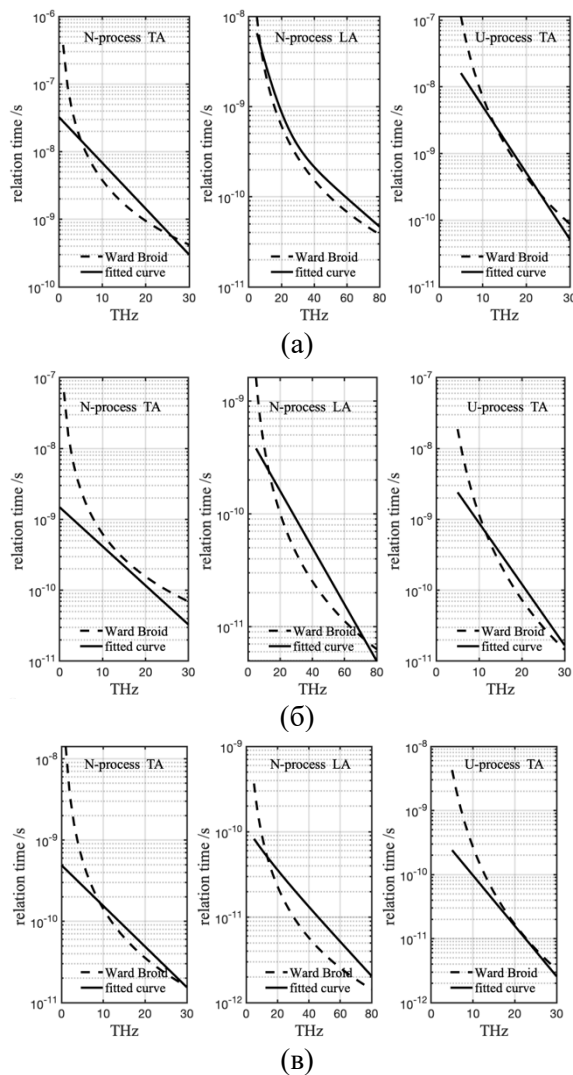 N-process TA
relation time /s
10⁻⁶
10⁻⁷
10⁻⁸
10⁻⁹
10⁻¹⁰
Ward Broid
fitted curve
0 10 20 30
THz
N-process LA
relation time /s
10⁻⁸
10⁻⁹
10⁻¹⁰
10⁻¹¹
Ward Broid
fitted curve
20 40 60 80
THz
U-process TA
relation time /s
10⁻⁷
10⁻⁸
10⁻⁹
10⁻¹⁰
10⁻¹¹
Ward Broid
fitted curve
0 10 20 30
THz
(а)
N-process TA
relation time /s
10⁻⁷
10⁻⁸
10⁻⁹
10⁻¹⁰
10⁻¹¹
Ward Broid
fitted curve
0 10 20 30
THz
N-process LA
relation time /s
10⁻⁹
10⁻¹⁰
10⁻¹¹
Ward Broid
fitted curve
0 20 40 60 80
THz
U-process TA
relation time /s
10⁻⁷
10⁻⁸
10⁻⁹
10⁻¹⁰
10⁻¹¹
Ward Broid
fitted curve
0 10 20 30
THz
(б)
N-process TA
relation time /s
10⁻⁸
10⁻⁹
10⁻¹⁰
10⁻¹¹
Ward Broid
fitted curve
0 10 20 30
THz
N-process LA
relation time /s
10⁻⁹
10⁻¹⁰
10⁻¹¹
10⁻¹²
Ward Broid
fitted curve
0 20 40 60 80
THz
U-process TA
relation time /s
10⁻⁸
10⁻⁹
10⁻¹⁰
10⁻¹¹
10⁻¹²
Ward Broid
fitted curve
0 10 20 30
THz
(в)